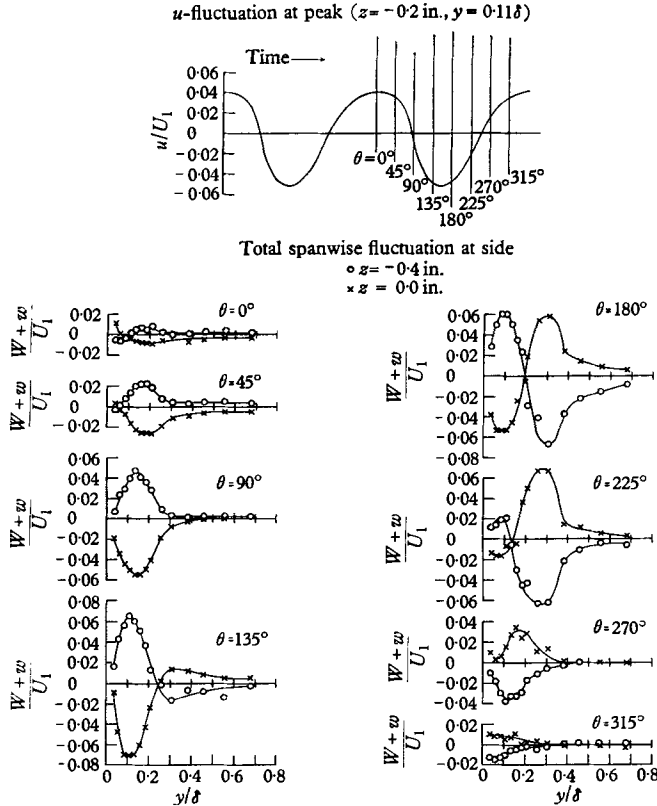 u-fluctuation at peak (z=−0·2 in., y=0·11δ)
Time
0·06
0·04
0·02
0
−0·02
−0·04
−0·06
u/U₁
θ=0°
45°
90°
135°
180°
225°
270°
315°
Total spanwise fluctuation at side
o z=−0·4 in.
× z = 0·0 in.
θ=0°
0·02
0
−0·02
W+w
U₁
θ=45°
0·02
0
−0·02
W+w
U₁
θ=90°
0·06
0·04
0·02
0
−0·02
−0·04
−0·06
W+w
U₁
θ=135°
0·08
0·06
0·04
0·02
0
−0·02
−0·04
−0·06
−0·08
W+w
U₁
0 0·2 0·4 0·6 0·8
y/δ
θ=180°
0·06
0·04
0·02
0
−0·02
−0·04
−0·06
−0·08
W+w
U₁
θ=225°
0·06
0·04
0·02
0
−0·02
−0·04
−0·06
W+w
U₁
θ=270°
0·04
0·02
0
−0·02
−0·04
W+w
U₁
θ=315°
0·02
0
−0·02
W+w
U₁
0 0·2 0·4 0·6 0·8
y/δ